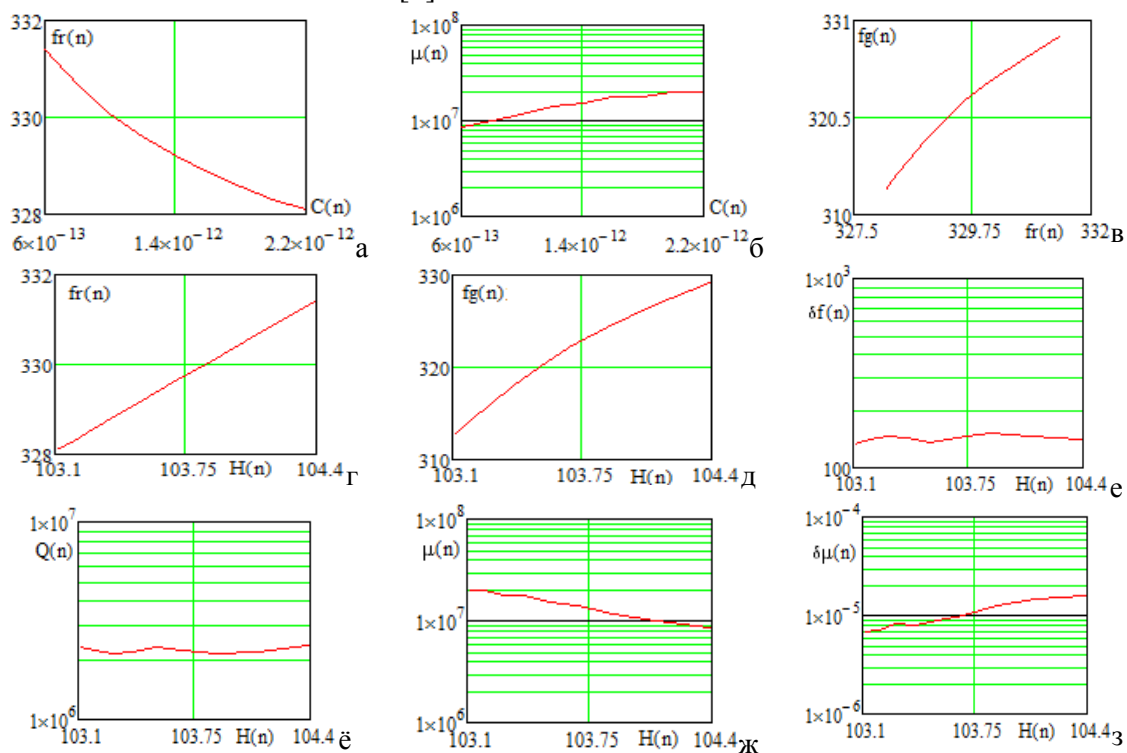 332
fr(n)
330
328
C(n)
6×10⁻¹³
1.4×10⁻¹²
2.2×10⁻¹²
а
1×10⁸
μ(n)
1×10⁷
1×10⁶
C(n)
6×10⁻¹³
1.4×10⁻¹²
2.2×10⁻¹²
б
331
fg(n)
320.5
310
327.5
329.75
fr(n)
332
в
332
fr(n)
330
328
103.1
103.75
H(n)
104.4
г
330
fg(n)
320
310
103.1
103.75
H(n)
104.4
д
1×10³
δf(n)
100
103.1
103.75
H(n)
104.4
е
1×10⁷
Q(n)
1×10⁶
103.1
103.75
H(n)
104.4
ё
1×10⁸
μ(n)
1×10⁷
1×10⁶
103.1
103.75
H(n)
104.4
ж
1×10⁻⁴
δμ(n)
1×10⁻⁵
1×10⁻⁶
103.1
103.75
H(n)
104.4
з